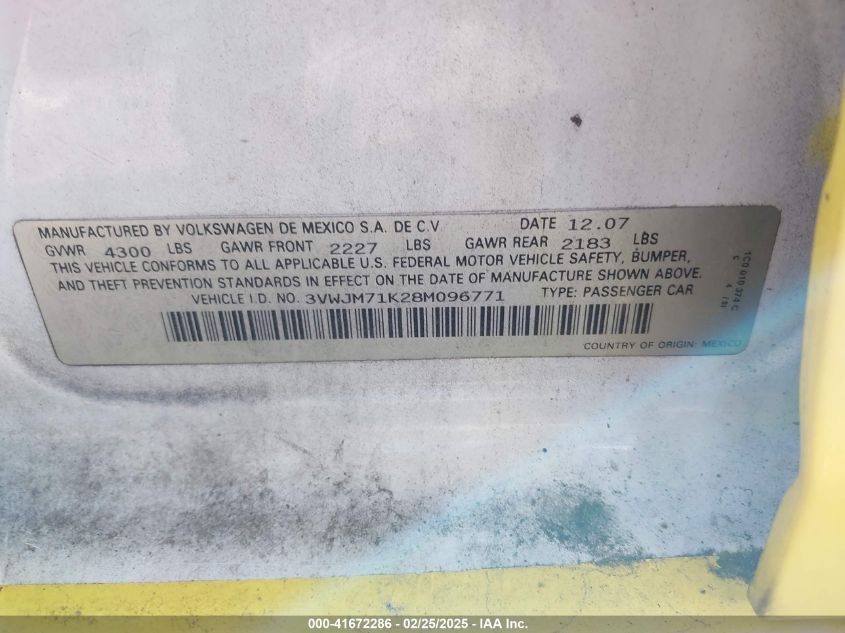 MANUFACTURED BY VOLKSWAGEN DE MEXICO S.A. DE C.V DATE 12.07
GVWR 4300 LBS GAWR FRONT 2227 LBS GAWR REAR 2183 LBS
THIS VEHICLE CONFORMS TO ALL APPLICABLE U.S. FEDERAL MOTOR VEHICLE SAFETY, BUMPER,
AND THEFT PREVENTION STANDARDS IN EFFECT ON THE DATE OF MANUFACTURE SHOWN ABOVE.
VEHICLE I.D. NO. 3VWJM71K28M096771 TYPE: PASSENGER CAR
COUNTRY OF ORIGIN: MEXICO
1C0 010 374 C
000-41672286 - 02/25/2025 - IAA Inc.